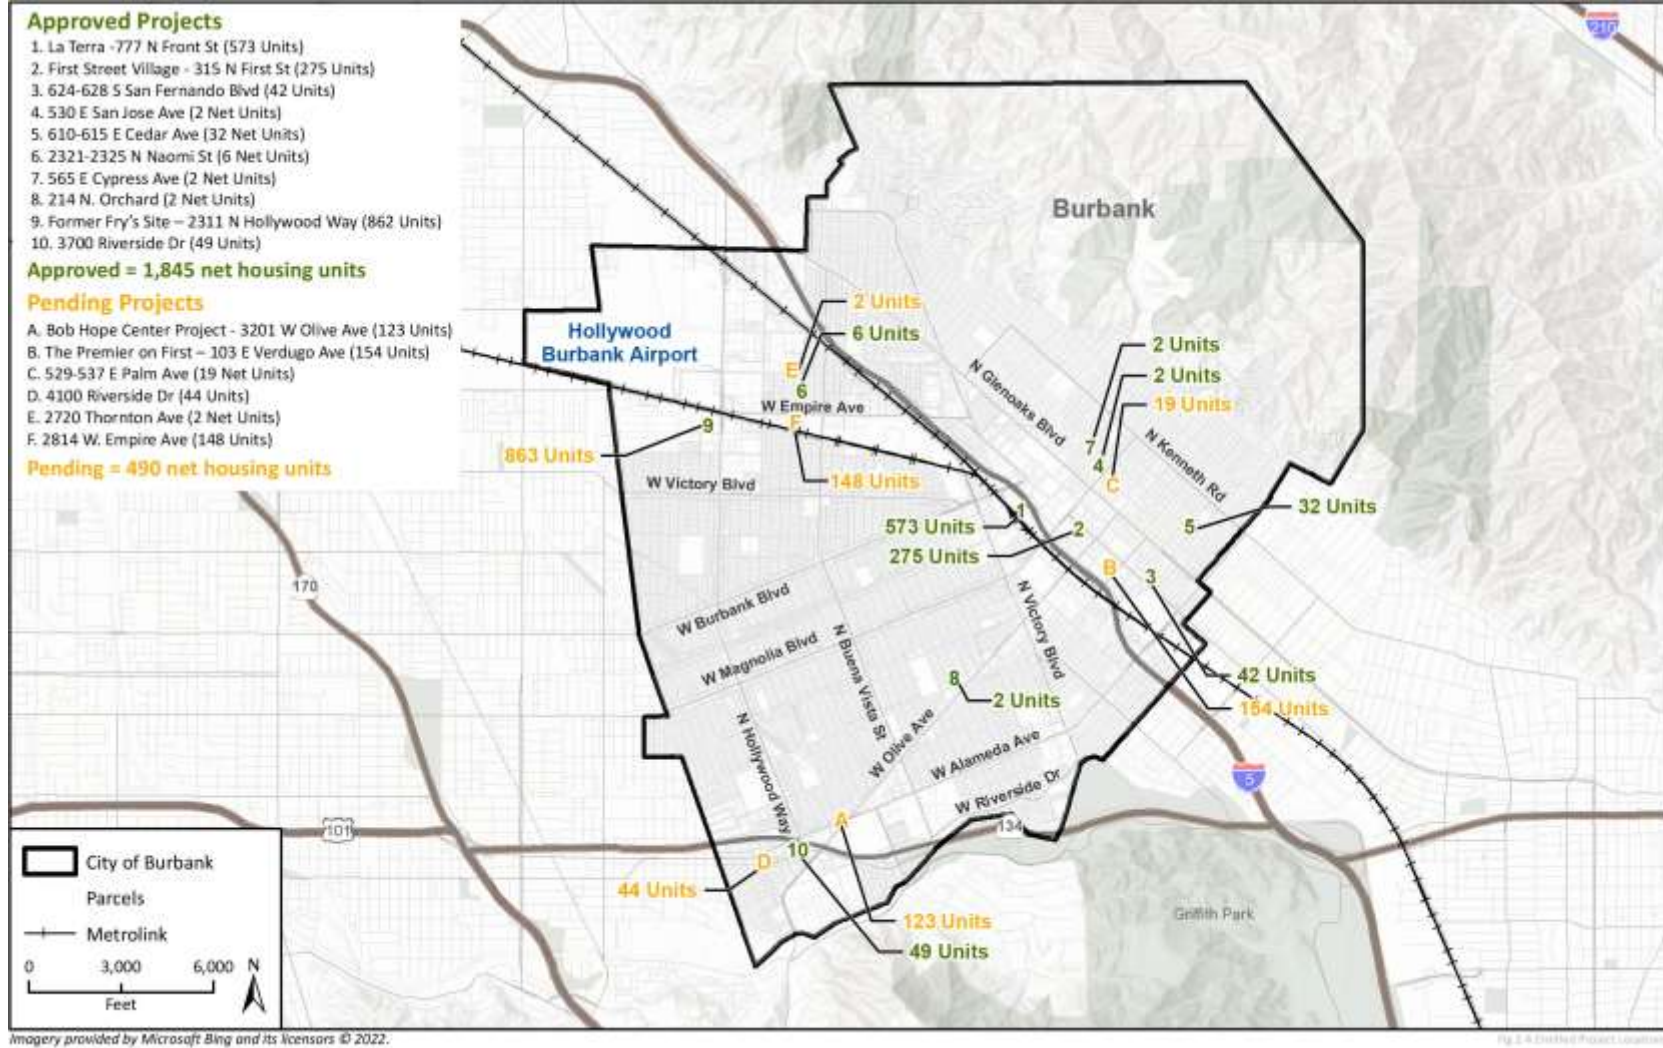 Approved Projects
1. La Terra -777 N Front St (573 Units)
2. First Street Village - 315 N First St (275 Units)
3. 624-628 S San Fernando Blvd (42 Units)
4. 530 E San Jose Ave (2 Net Units)
5. 610-615 E Cedar Ave (32 Net Units)
6. 2321-2325 N Naomi St (6 Net Units)
7. 565 E Cypress Ave (2 Net Units)
8. 214 N. Orchard (2 Net Units)
9. Former Fry's Site – 2311 N Hollywood Way (862 Units)
10. 3700 Riverside Dr (49 Units)
Approved = 1,845 net housing units
Pending Projects
A. Bob Hope Center Project - 3201 W Olive Ave (123 Units)
B. The Premier on First – 103 E Verdugo Ave (154 Units)
C. 529-537 E Palm Ave (19 Net Units)
D. 4100 Riverside Dr (44 Units)
E. 2720 Thornton Ave (2 Net Units)
F. 2814 W. Empire Ave (148 Units)
Pending = 490 net housing units
210
Burbank
Hollywood
Burbank Airport
2 Units
6 Units
E
6
W Empire Ave
F
9
863 Units
148 Units
W Victory Blvd
N Glenoaks Blvd
2 Units
2 Units
19 Units
7
4
C
N Kenneth Rd
32 Units
5
1
573 Units
2
275 Units
B
3
170
W Burbank Blvd
W Magnolia Blvd
N Buena Vista St
N Victory Blvd
8
2 Units
42 Units
154 Units
N Hollywood Way
W Olive Ave
W Alameda Ave
W Riverside Dr
5
A
134
101
10
D
44 Units
123 Units
49 Units
Griffith Park
City of Burbank
Parcels
Metrolink
0 3,000 6,000 N
Feet
Imagery provided by Microsoft Bing and its licensors © 2022.
Fig 2-A Entitled Project Locations